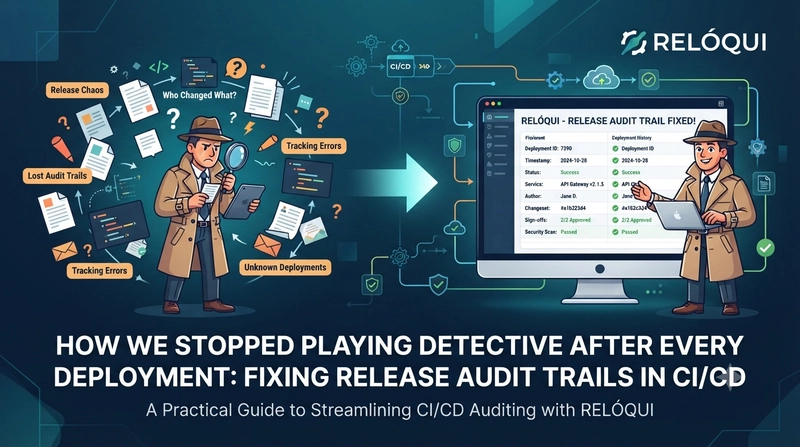 RELÓQUI
Release Chaos
</>
Who Changed What?
Tracking Errors
Lost Audit Trails
Tracking Errors
Unknown Deployments
CI/CD
RELÓQUI - RELEASE AUDIT TRAIL FIXED!
Deployment History
Deployment ID: 7390 Deployment ID
Timestamp: 2024-10-28 2024-10-28
Status: Success Success
Service: API Gateway v2.1.5 API
Author: Jane D. Jane
Changeset:
Sign-offs: 2/2 Approved 2/2 Approved
Security Scan: Passed Passed
HOW WE STOPPED PLAYING DETECTIVE AFTER EVERY
DEPLOYMENT: FIXING RELEASE AUDIT TRAILS IN CI/CD
A Practical Guide to Streamlining CI/CD Auditing with RELÓQUI